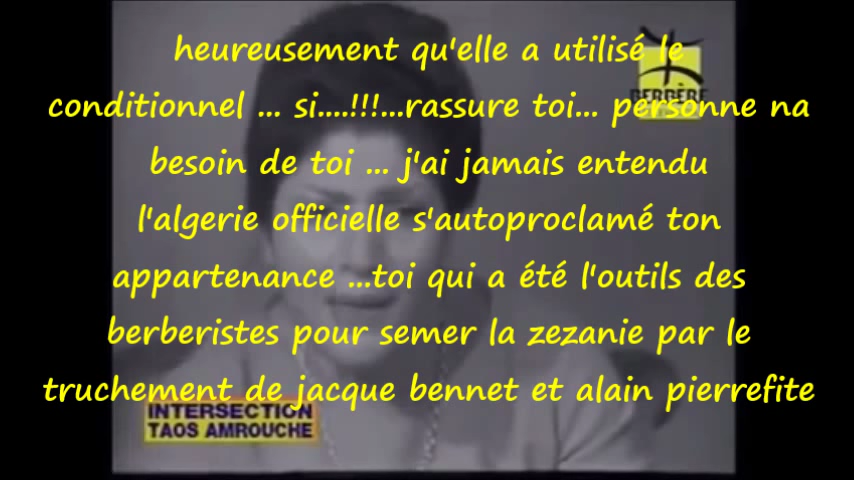 heureusement qu'elle a utilisé le
conditionnel ... si....!!!...rassure toi... personne na
besoin de toi ... j'ai jamais entendu
l'algerie officielle s'autoproclamé ton
appartenance ...toi qui a été l'outils des
berberistes pour semer la zezanie par le
truchement de jacque bennet et alain pierrefite
BERBÈRE
INTERSECTION
TAOS AMROUCHE